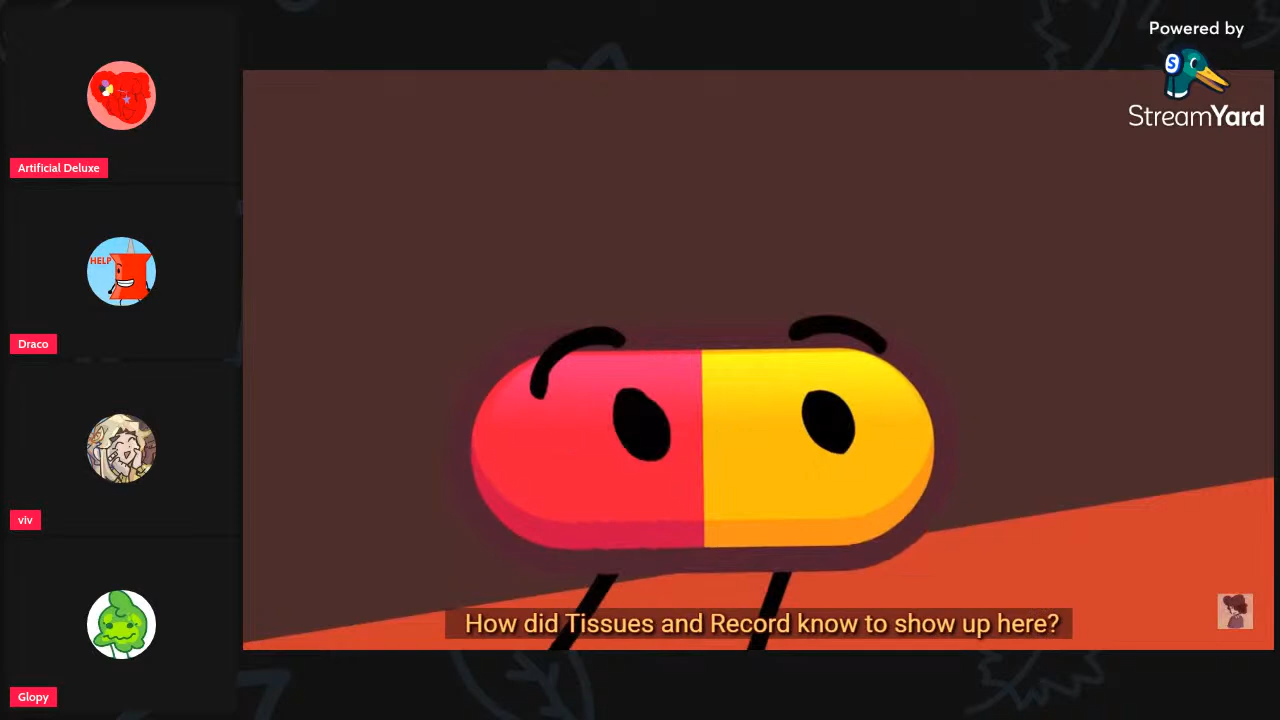 Powered by
S
StreamYard
Artificial Deluxe
HELP
Draco
viv
How did Tissues and Record know to show up here?
Glopy